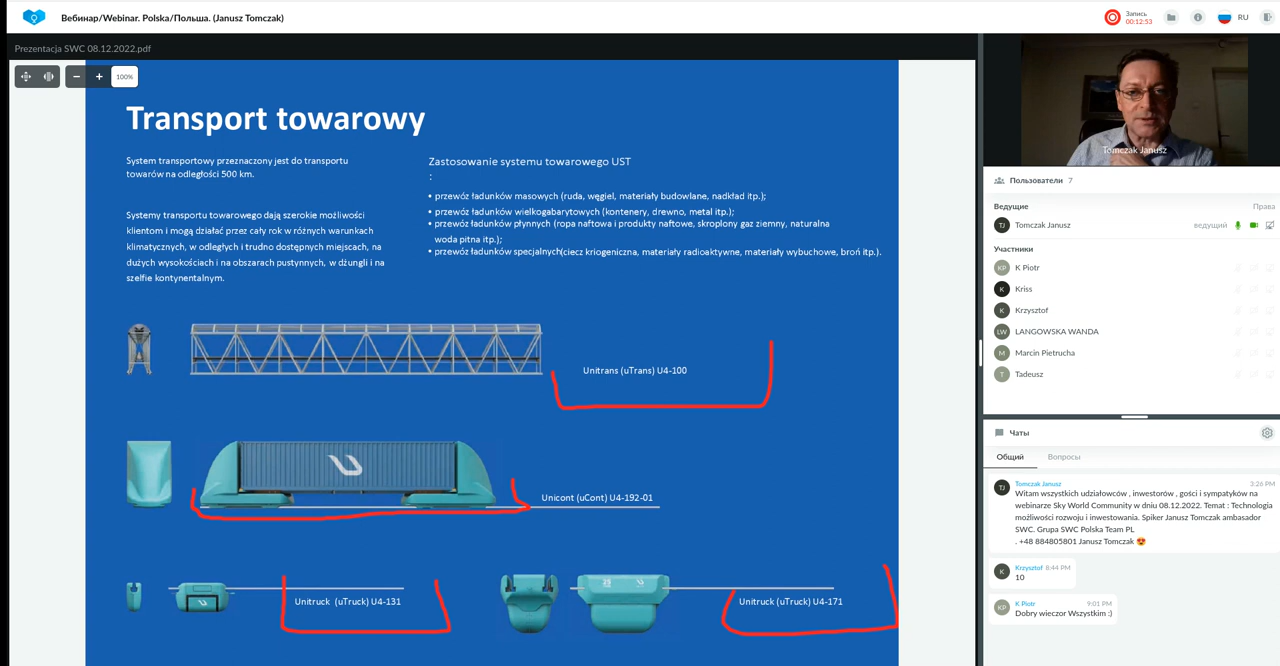 Вебинар/Webinar. Polska/Польша. (Janusz Tomczak)
Запись
00:12:53
RU
Prezentacja SWC 08.12.2022.pdf
100%
Transport towarowy
System transportowy przeznaczony jest do transportu
towarów na odległości 500 km.
Systemy transportu towarowego dają szerokie możliwości
klientom i mogą działać przez cały rok w różnych warunkach
klimatycznych, w odległych i trudno dostępnych miejscach, na
dużych wysokościach i na obszarach pustynnych, w dżungli i na
szelfie kontynentalnym.
Zastosowanie systemu towarowego UST
:
• przewóz ładunków masowych (ruda, węgiel, materiały budowlane, nadkład itp.);
• przewóz ładunków wielkogabarytowych (kontenery, drewno, metal itp.);
• przewóz ładunków płynnych (ropa naftowa i produkty naftowe, skroplony gaz ziemny, naturalna
woda pitna itp.);
• przewóz ładunków specjalnych(ciecz kriogeniczna, materiały radioaktywne, materiały wybuchowe, broń itp.).
Unitrans (uTrans) U4-100
Unicont (uCont) U4-192-01
Unitruck (uTruck) U4-131
Unitruck (uTruck) U4-171
Tomczak Janusz
Пользователи 7
Ведущие Права
TJ Tomczak Janusz ведущий
Участники
KP K Piotr
K Kriss
K Krzysztof
LW LANGOWSKA WANDA
M Marcin Pietrucha
T Tadeusz
Чаты
Общий Вопросы
TJ Tomczak Janusz 3:26 PM
Witam wszystkich udziałowców , inwestorów , gości i sympatyków na
webinarze Sky World Community w dniu 08.12.2022. Temat : Technologia
możliwości rozwoju i inwestowania. Spiker Janusz Tomczak ambasador
SWC. Grupa SWC Polska Team PL
. +48 884805801 Janusz Tomczak 😍
K Krzysztof 8:44 PM
10
KP K Piotr 9:01 PM
Dobry wieczor Wszystkim :)